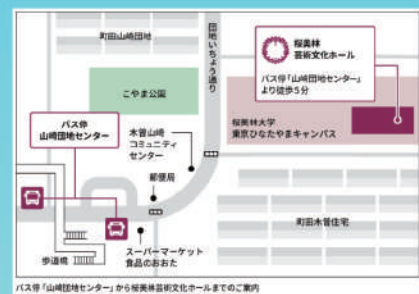 町田山崎団地
団地いちょう通り
桜美林
芸術文化ホール
バス停「山崎団地センター」
より徒歩5分
こやま公園
桜美林大学
東京ひなたやまキャンパス
バス停
山崎団地センター
木曽山崎
コミュニティ
センター
郵便局
町田木曽住宅
スーパーマーケット
食品のおおた
歩道橋
バス停「山崎団地センター」から桜美林芸術文化ホールまでのご案内